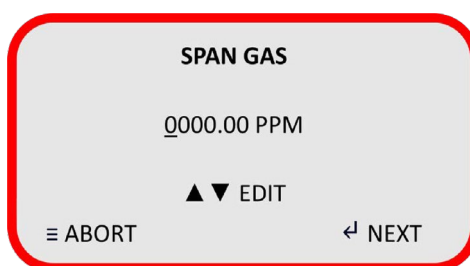 SPAN GAS
0000.00 PPM
▲▼ EDIT
≡ ABORT ↵ NEXT